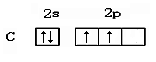 2s 2p
C ↑↓ ↑ ↑